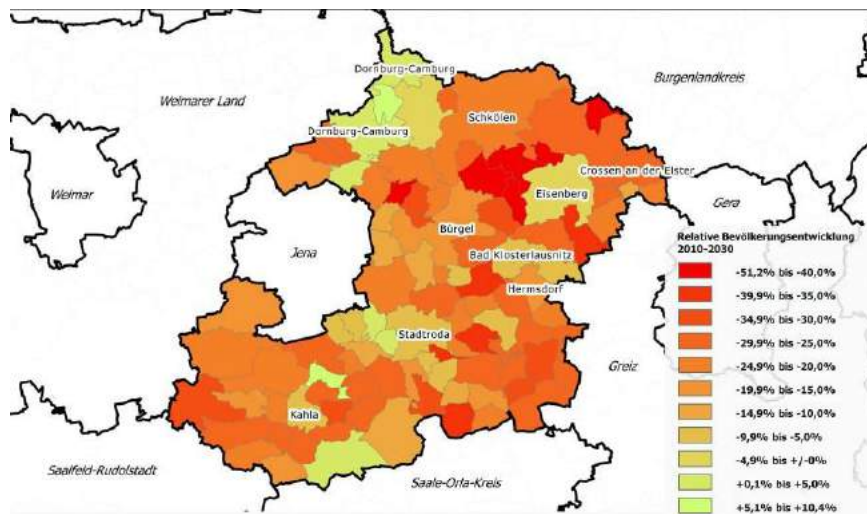 Dornburg-Camburg
Burgenlandkreis
Weimarer Land
Schkölen
Dornburg-Camburg
Crossen an der Elster
Eisenberg
Weimar
Gera
Bürgel
Jena
Bad Klosterlausnitz
Hermsdorf
Stadtroda
Greiz
Kahla
Saalfeld-Rudolstadt
Saale-Orla-Kreis
Relative Bevölkerungsentwicklung
2010-2030
-51,2% bis -40,0%
-39,9% bis -35,0%
-34,9% bis -30,0%
-29,9% bis -25,0%
-24,9% bis -20,0%
-19,9% bis -15,0%
-14,9% bis -10,0%
-9,9% bis -5,0%
-4,9% bis +/-0%
+0,1% bis +5,0%
+5,1% bis +10,4%